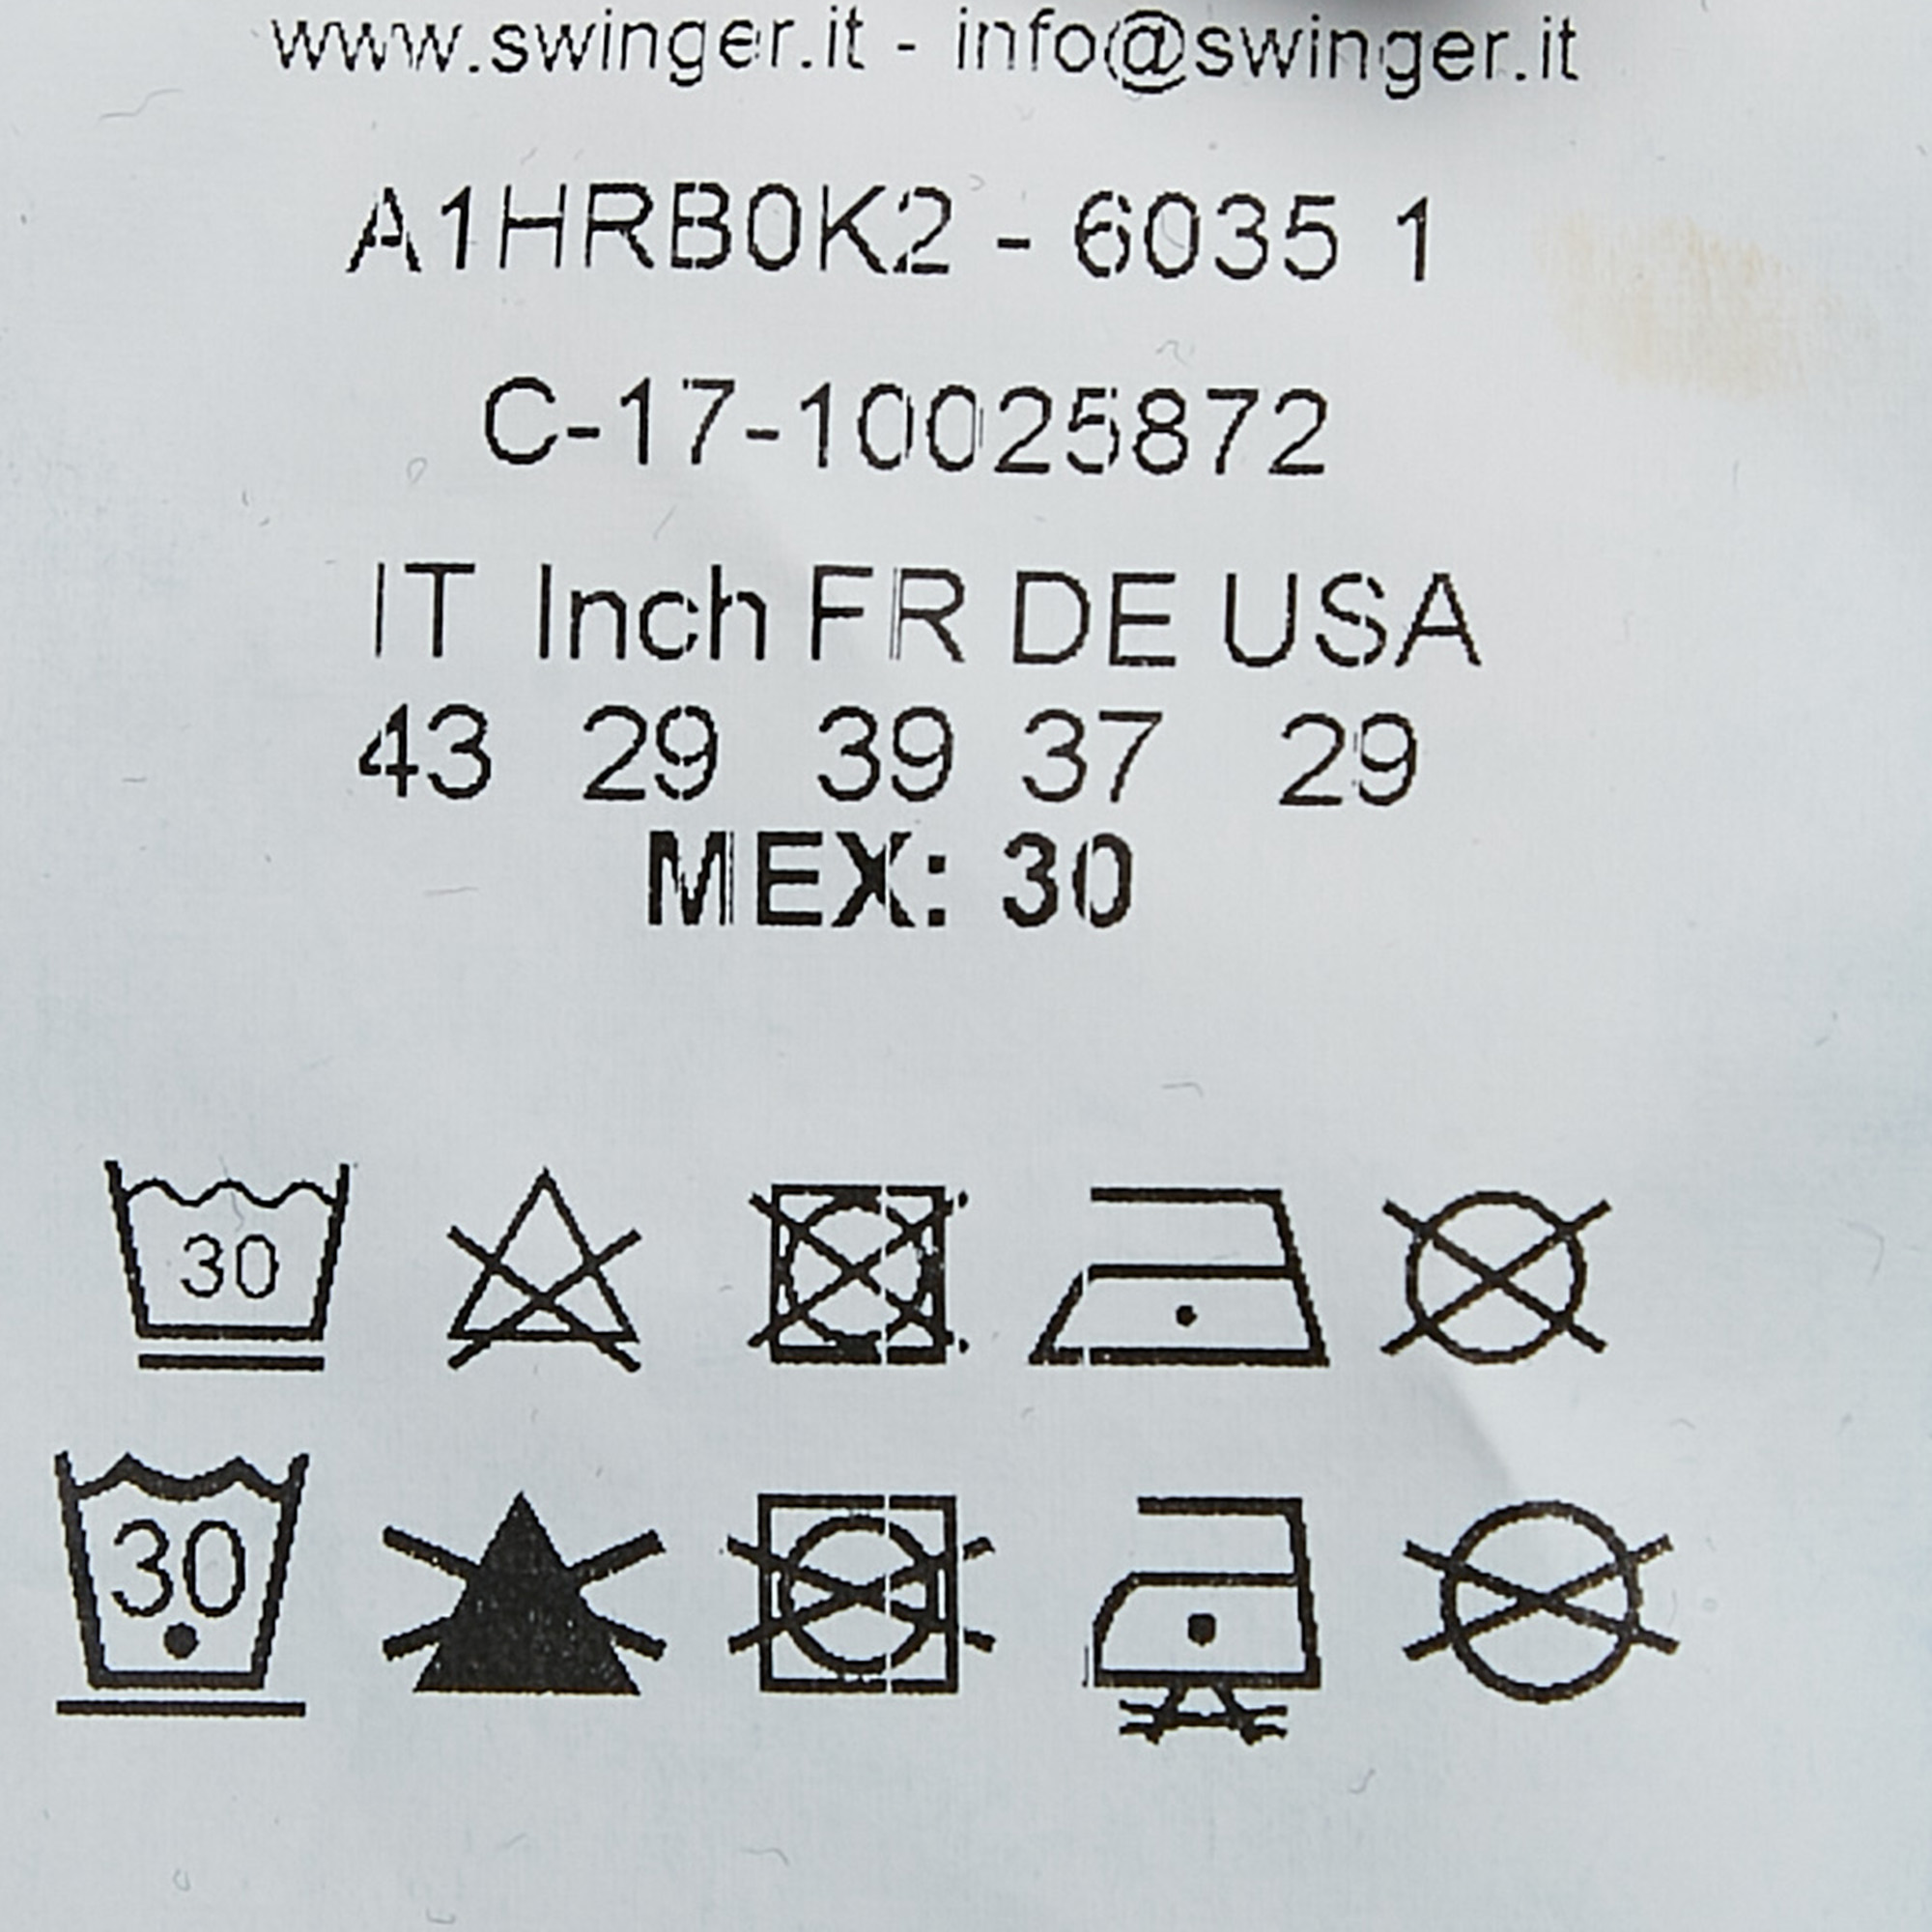 www.swinger.it - info@swinger.it
A1HRB0K2 - 6035 1
C-17-10025872
IT Inch FR DE USA
43 29 39 37 29
MEX: 30
30
30